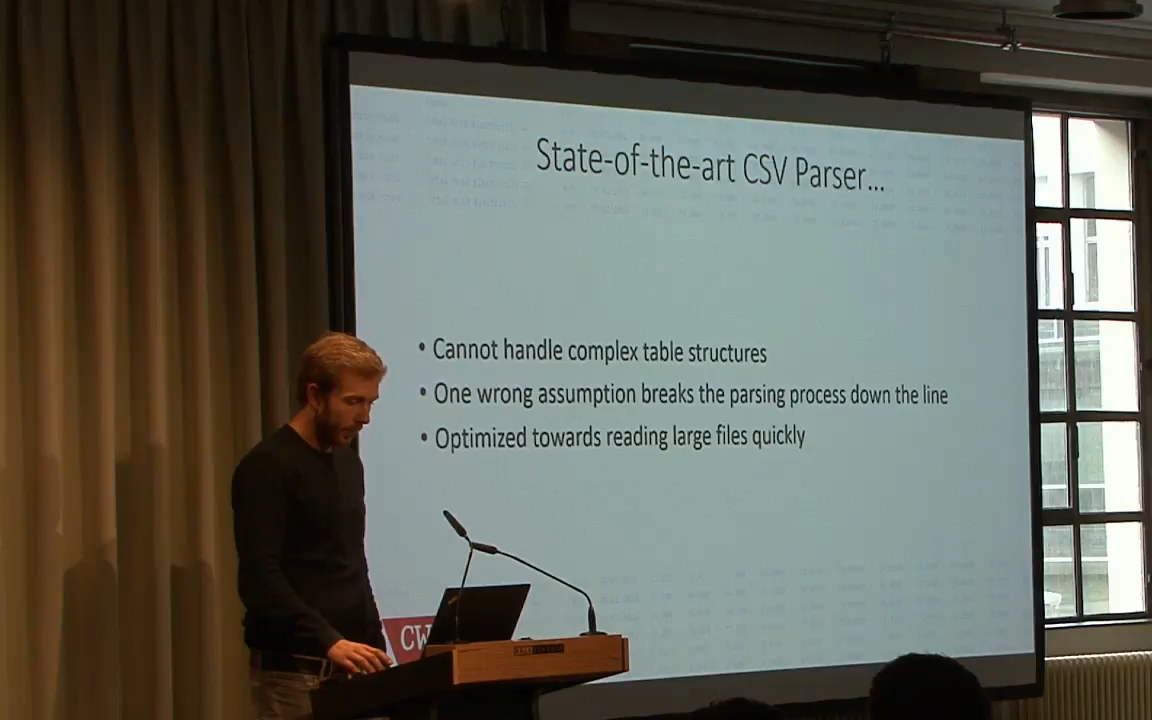 State-of-the-art CSV Parser...
• Cannot handle complex table structures
• One wrong assumption breaks the parsing process down the line
• Optimized towards reading large files quickly
CW